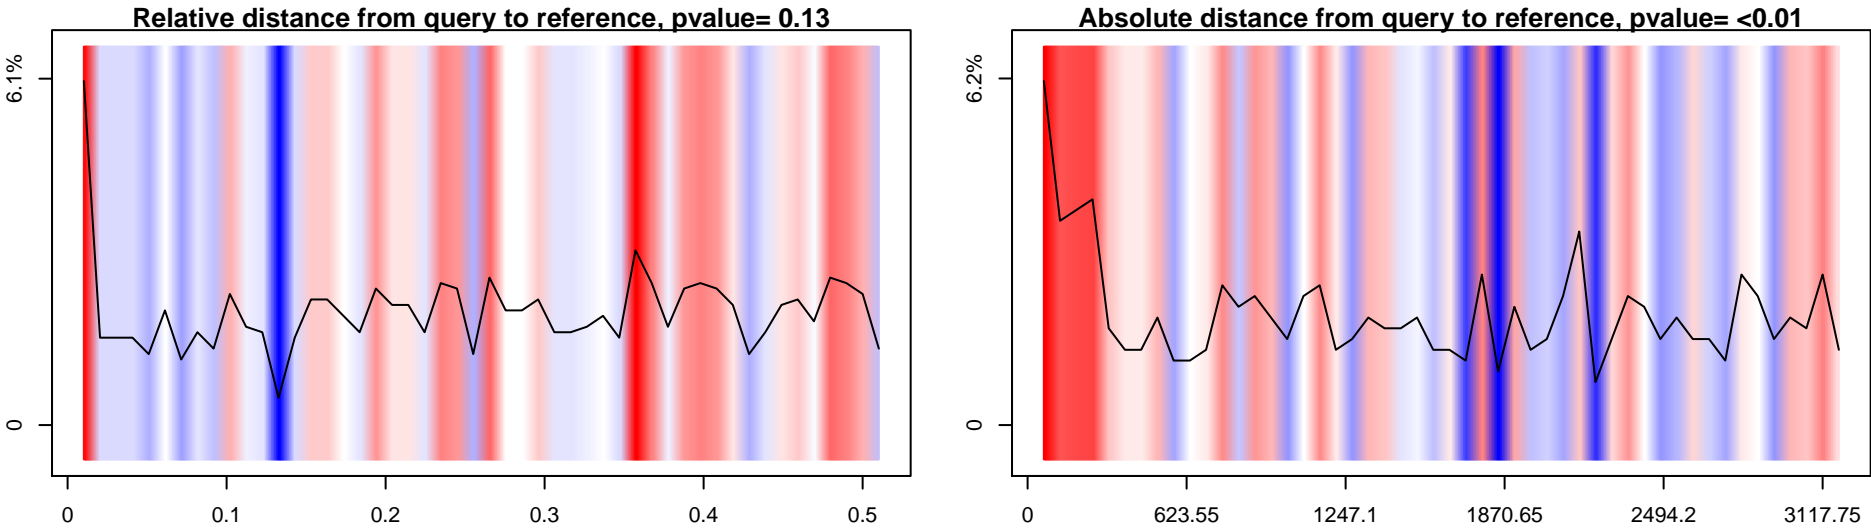 Relative distance from query to reference, pvalue= 0.13
6.1%
0
0 0.1 0.2 0.3 0.4 0.5
Absolute distance from query to reference, pvalue= <0.01
6.2%
0
0 623.55 1247.1 1870.65 2494.2 3117.75